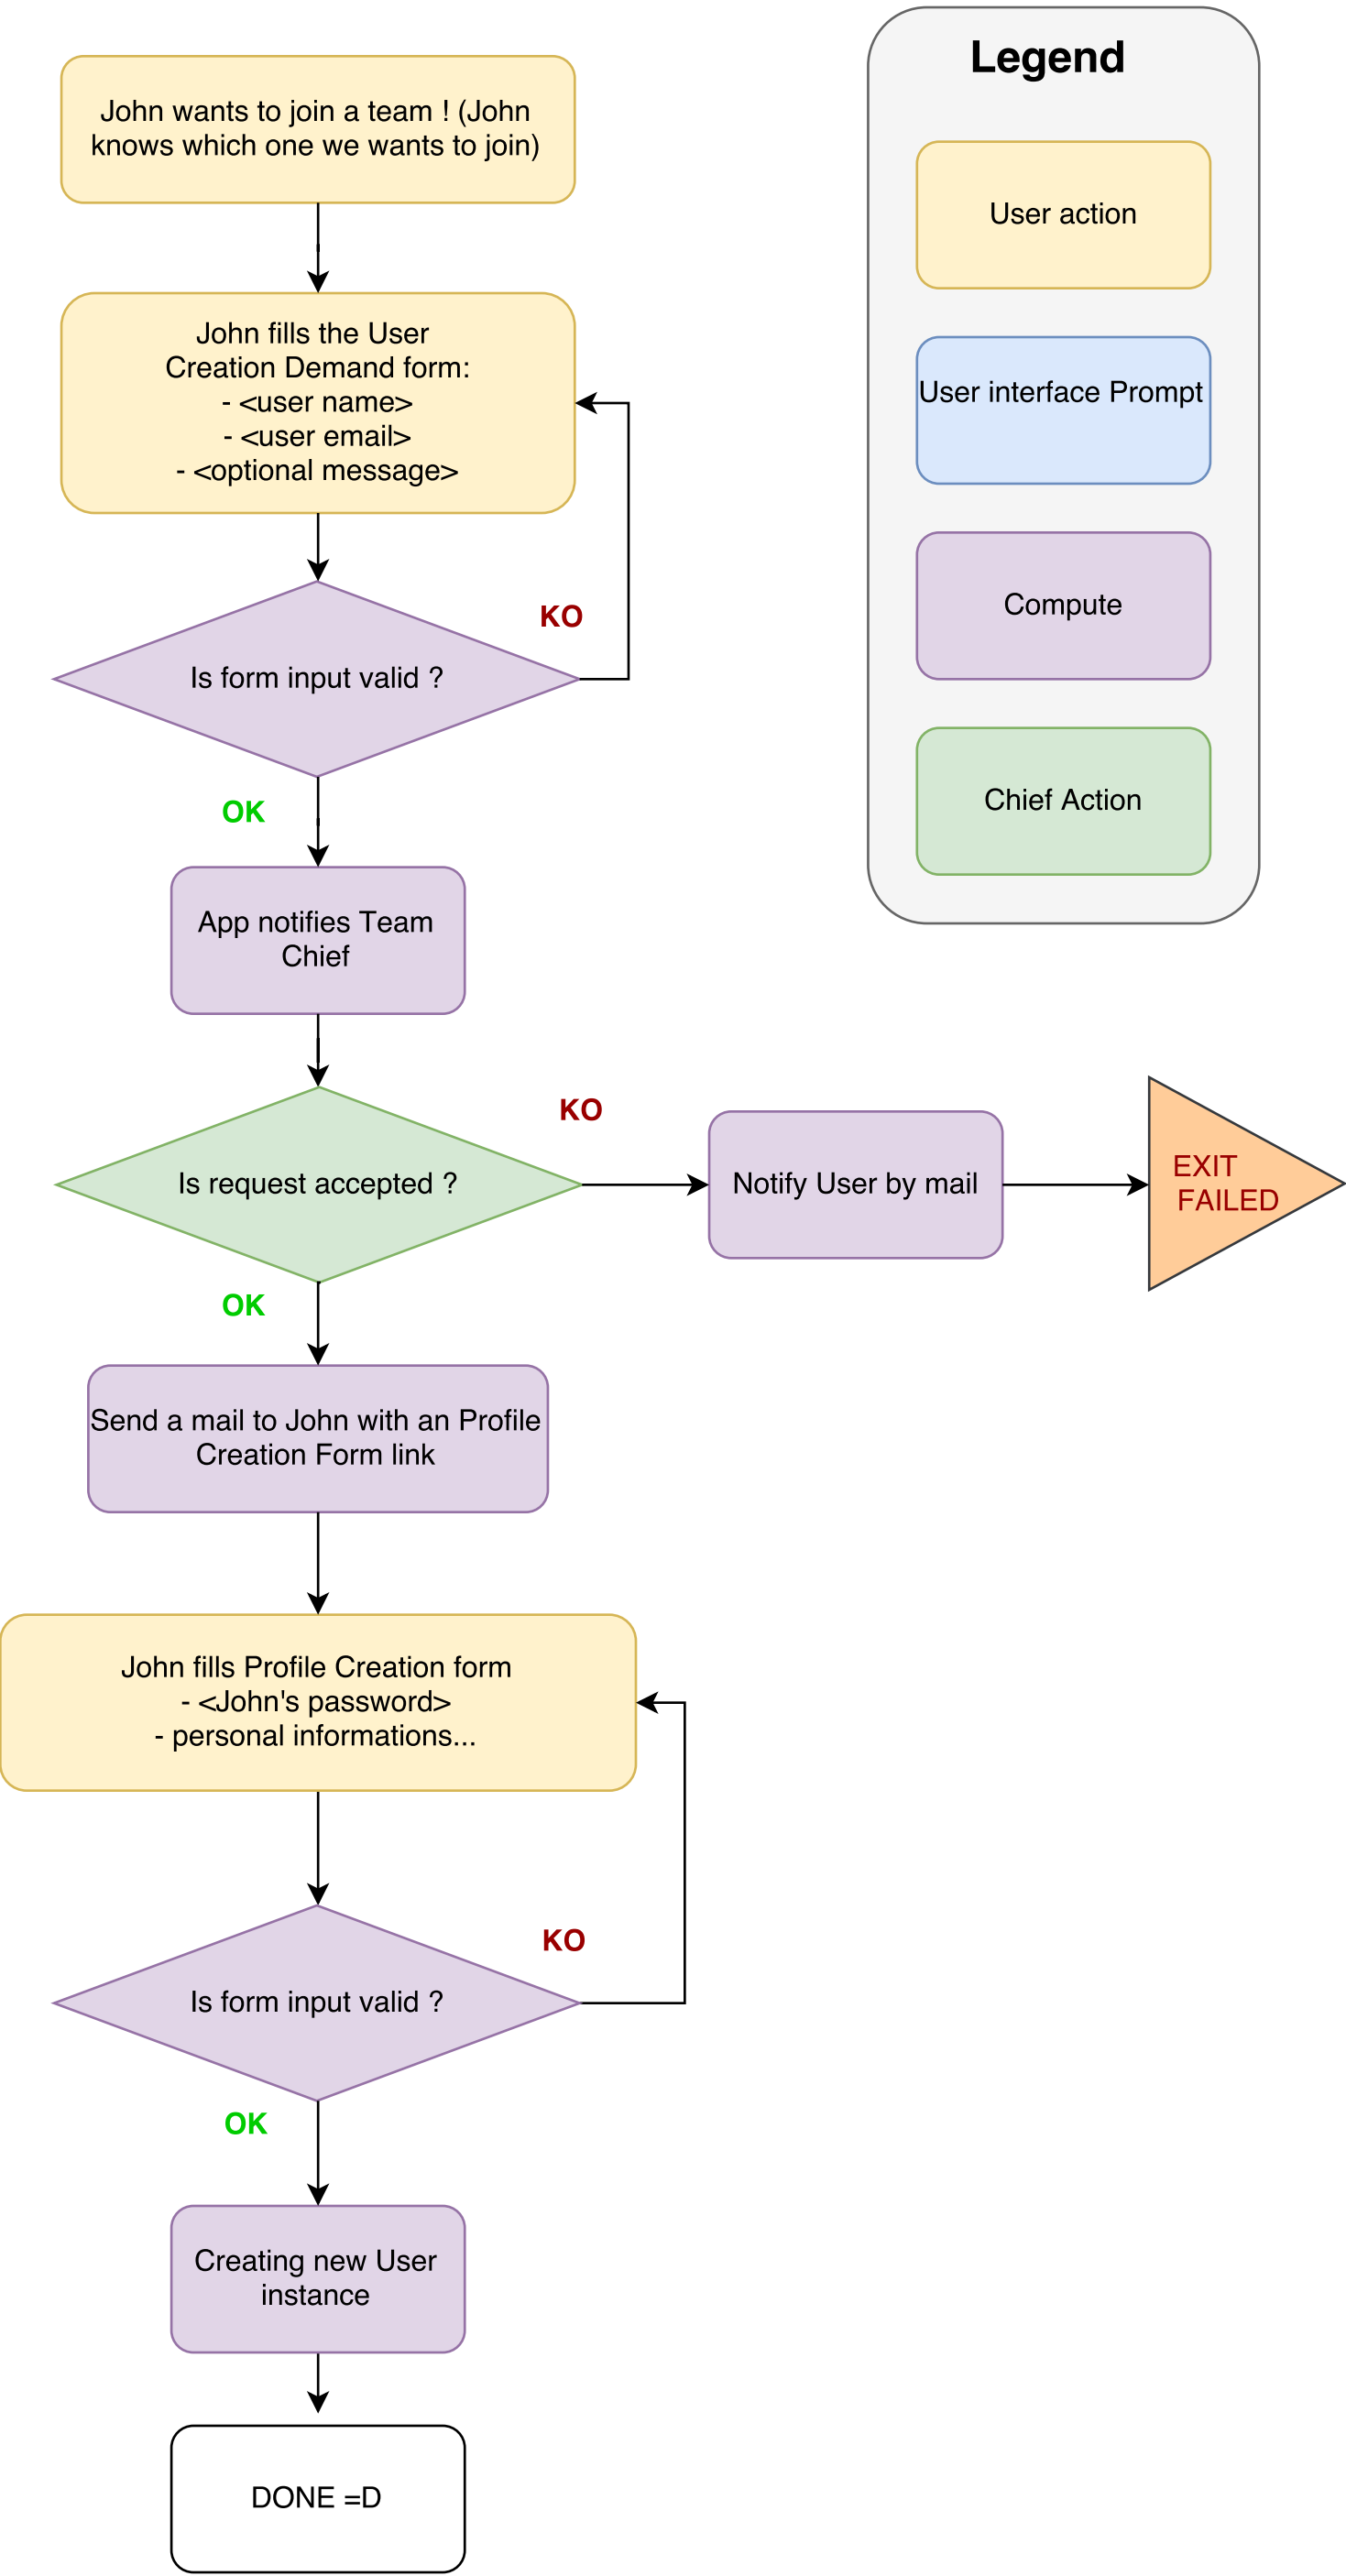 Legend
John wants to join a team ! (John
knows which one we wants to join)
User action
John fills the User
Creation Demand form:
- <user name>
- <user email>
- <optional message>
User interface Prompt
KO
Is form input valid ?
Compute
OK
Chief Action
App notifies Team
Chief
KO
Is request accepted ?
Notify User by mail
EXIT
FAILED
OK
Send a mail to John with an Profile
Creation Form link
John fills Profile Creation form
- <John's password>
- personal informations...
KO
Is form input valid ?
OK
Creating new User
instance
DONE =D